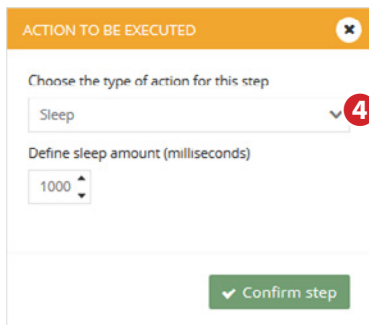 ACTION TO BE EXECUTED
Choose the type of action for this step
Sleep
4
Define sleep amount (milliseconds)
1000
Confirm step